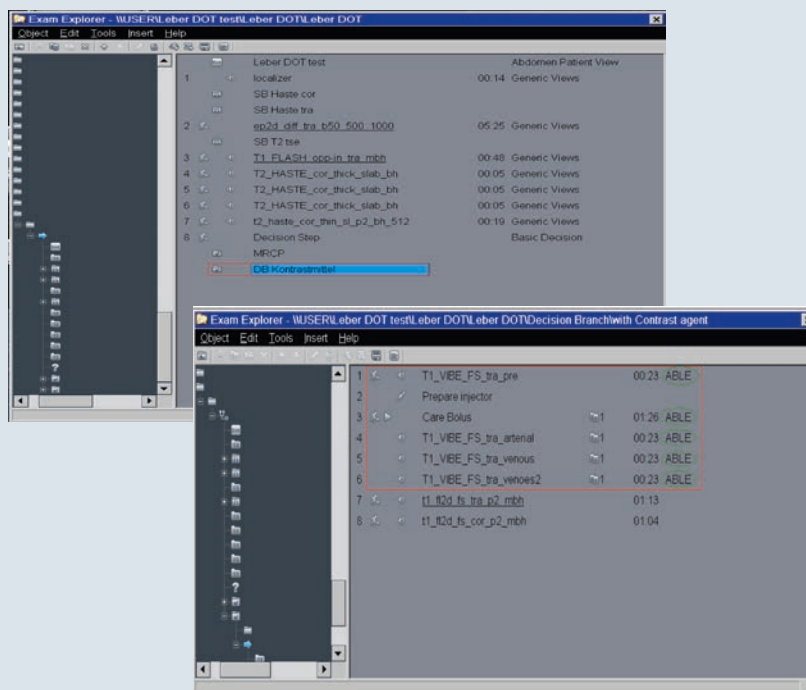 Exam Explorer - \\USER\Leber DOT test\Leber DOT\Leber DOT
Object Edit Tools Insert Help
Leber DOT test Abdomen Patient View
1 localizer 00:14 Generic Views
SB Haste cor
SB Haste tra
2 ep2d_diff_tra_b50_500_1000 05:25 Generic Views
SB T2 tse
3 T1_FLASH_opp-in_tra_mbh 00:48 Generic Views
4 T2_HASTE_cor_thick_slab_bh 00:05 Generic Views
5 T2_HASTE_cor_thick_slab_bh 00:05 Generic Views
6 T2_HASTE_cor_thick_slab_bh 00:05 Generic Views
7 t2_haste_cor_thin_sl_p2_bh_512 00:19 Generic Views
8 Decision Step Basic Decision
MRCP
DB Kontrastmittel
Exam Explorer - \\USER\Leber DOT test\Leber DOT\Leber DOT\Decision Branch\with Contrast agent
Object Edit Tools Insert Help
1 T1_VIBE_FS_tra_pre 00:23 ABLE
2 Prepare injector
3 Care Bolus 1 01:26 ABLE
4 T1_VIBE_FS_tra_arterial 1 00:23 ABLE
5 T1_VIBE_FS_tra_venous 1 00:23 ABLE
6 T1_VIBE_FS_tra_venoes2 1 00:23 ABLE
7 t1_fl2d_fs_tra_p2_mbh 01:13
8 t1_fl2d_fs_cor_p2_mbh 01:04